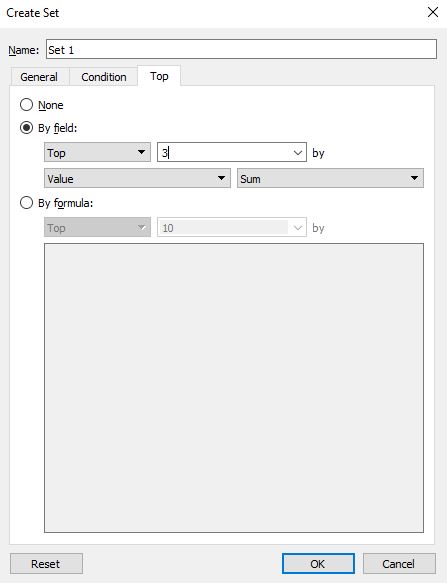 Create Set
Name: Set 1
General Condition Top
None
By field:
Top 3 by
Value Sum
By formula:
Top 10 by
Reset OK Cancel